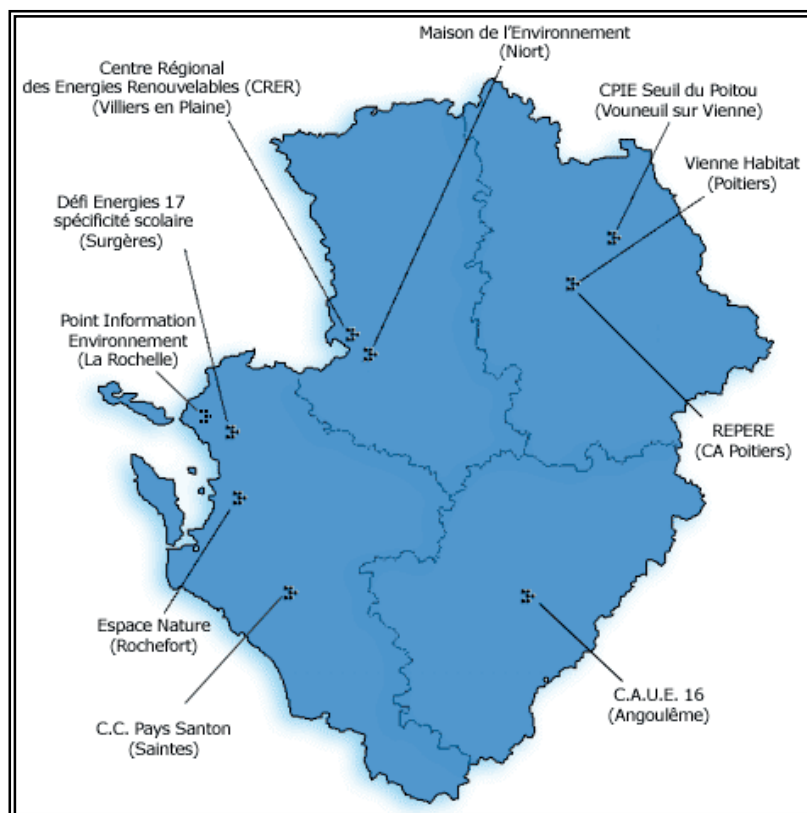 Maison de l'Environnement
(Niort)
Centre Régional
des Energies Renouvelables (CRER)
(Villiers en Plaine)
CPIE Seuil du Poitou
(Vouneuil sur Vienne)
Vienne Habitat
(Poitiers)
Défi Energies 17
spécificité scolaire
(Surgères)
Point Information
Environnement
(La Rochelle)
REPERE
(CA Poitiers)
Espace Nature
(Rochefort)
C.A.U.E. 16
(Angoulême)
C.C. Pays Santon
(Saintes)